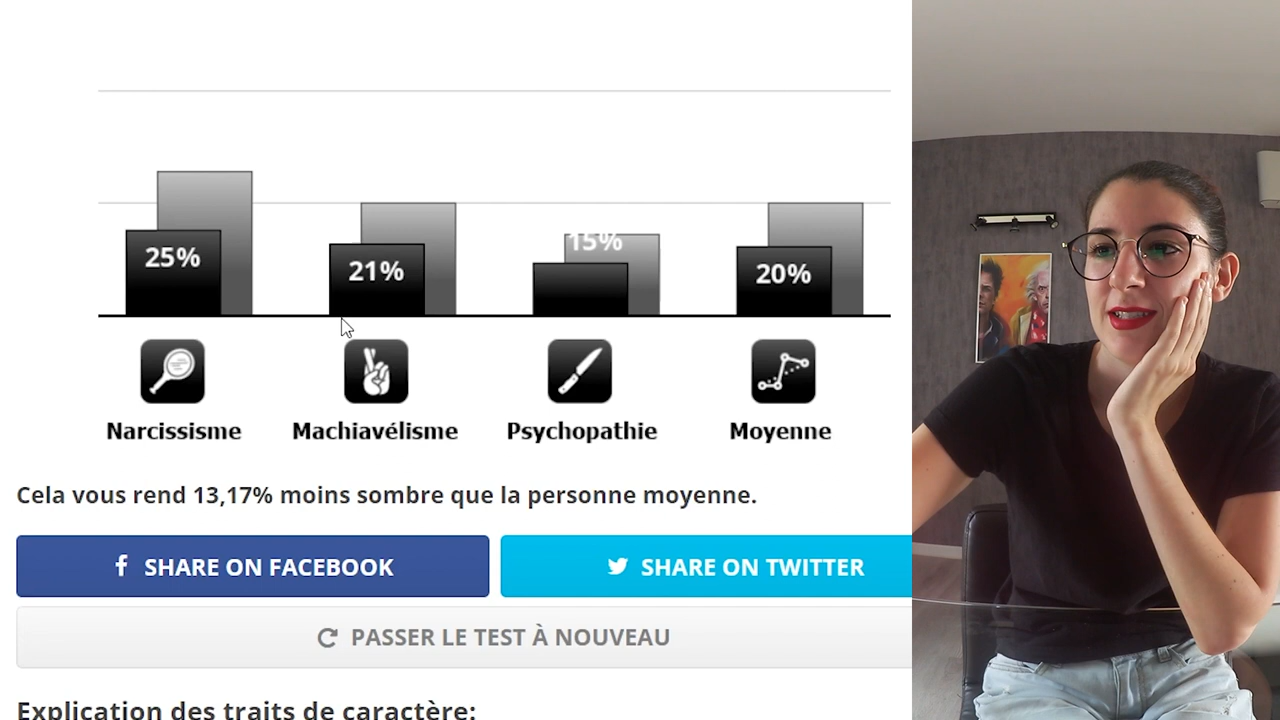 25%
21%
15%
20%
Narcissisme
Machiavélisme
Psychopathie
Moyenne
Cela vous rend 13,17% moins sombre que la personne moyenne.
SHARE ON FACEBOOK
SHARE ON TWITTER
PASSER LE TEST À NOUVEAU
Explication des traits de caractère: